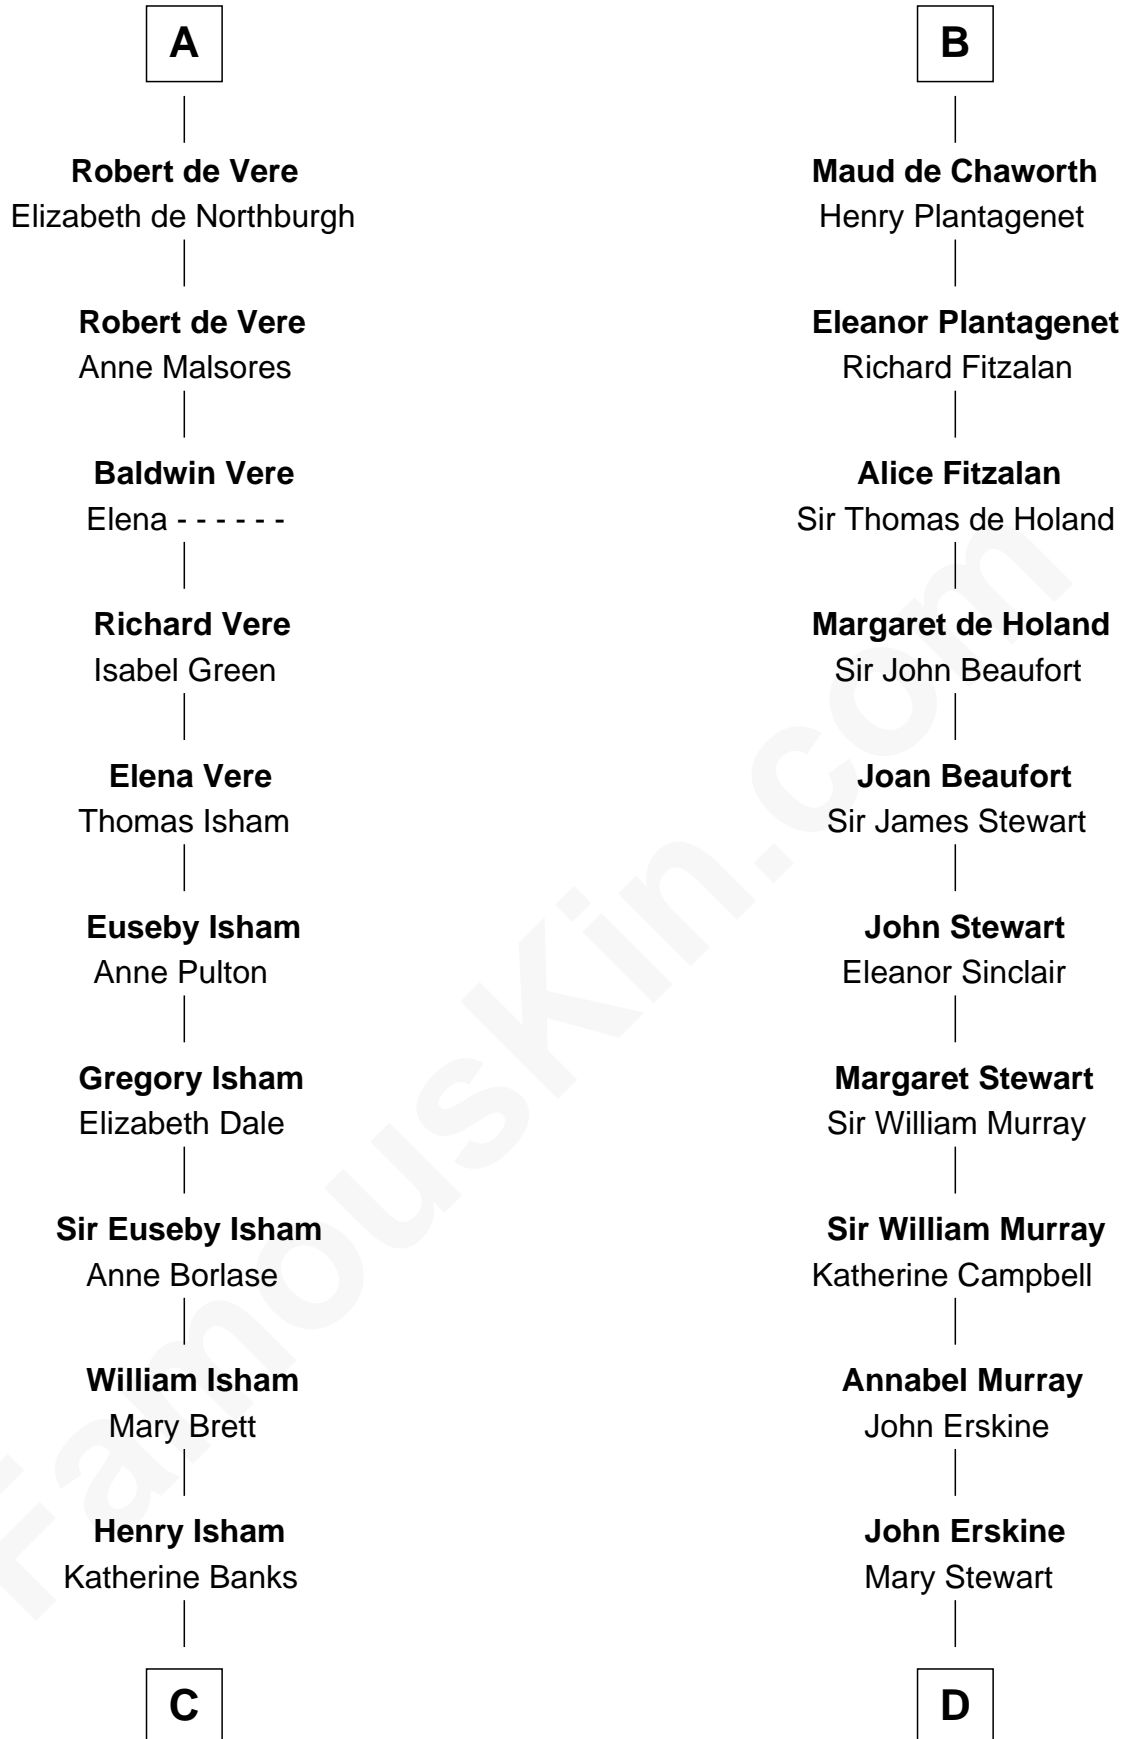 A
Robert de Vere
Elizabeth de Northburgh
Robert de Vere
Anne Malsores
Baldwin Vere
Elena - - - - - -
Richard Vere
Isabel Green
Elena Vere
Thomas Isham
Euseby Isham
Anne Pulton
Gregory Isham
Elizabeth Dale
Sir Euseby Isham
Anne Borlase
William Isham
Mary Brett
Henry Isham
Katherine Banks
C
B
Maud de Chaworth
Henry Plantagenet
Eleanor Plantagenet
Richard Fitzalan
Alice Fitzalan
Sir Thomas de Holand
Margaret de Holand
Sir John Beaufort
Joan Beaufort
Sir James Stewart
John Stewart
Eleanor Sinclair
Margaret Stewart
Sir William Murray
Sir William Murray
Katherine Campbell
Annabel Murray
John Erskine
John Erskine
Mary Stewart
D
FamousKin.com